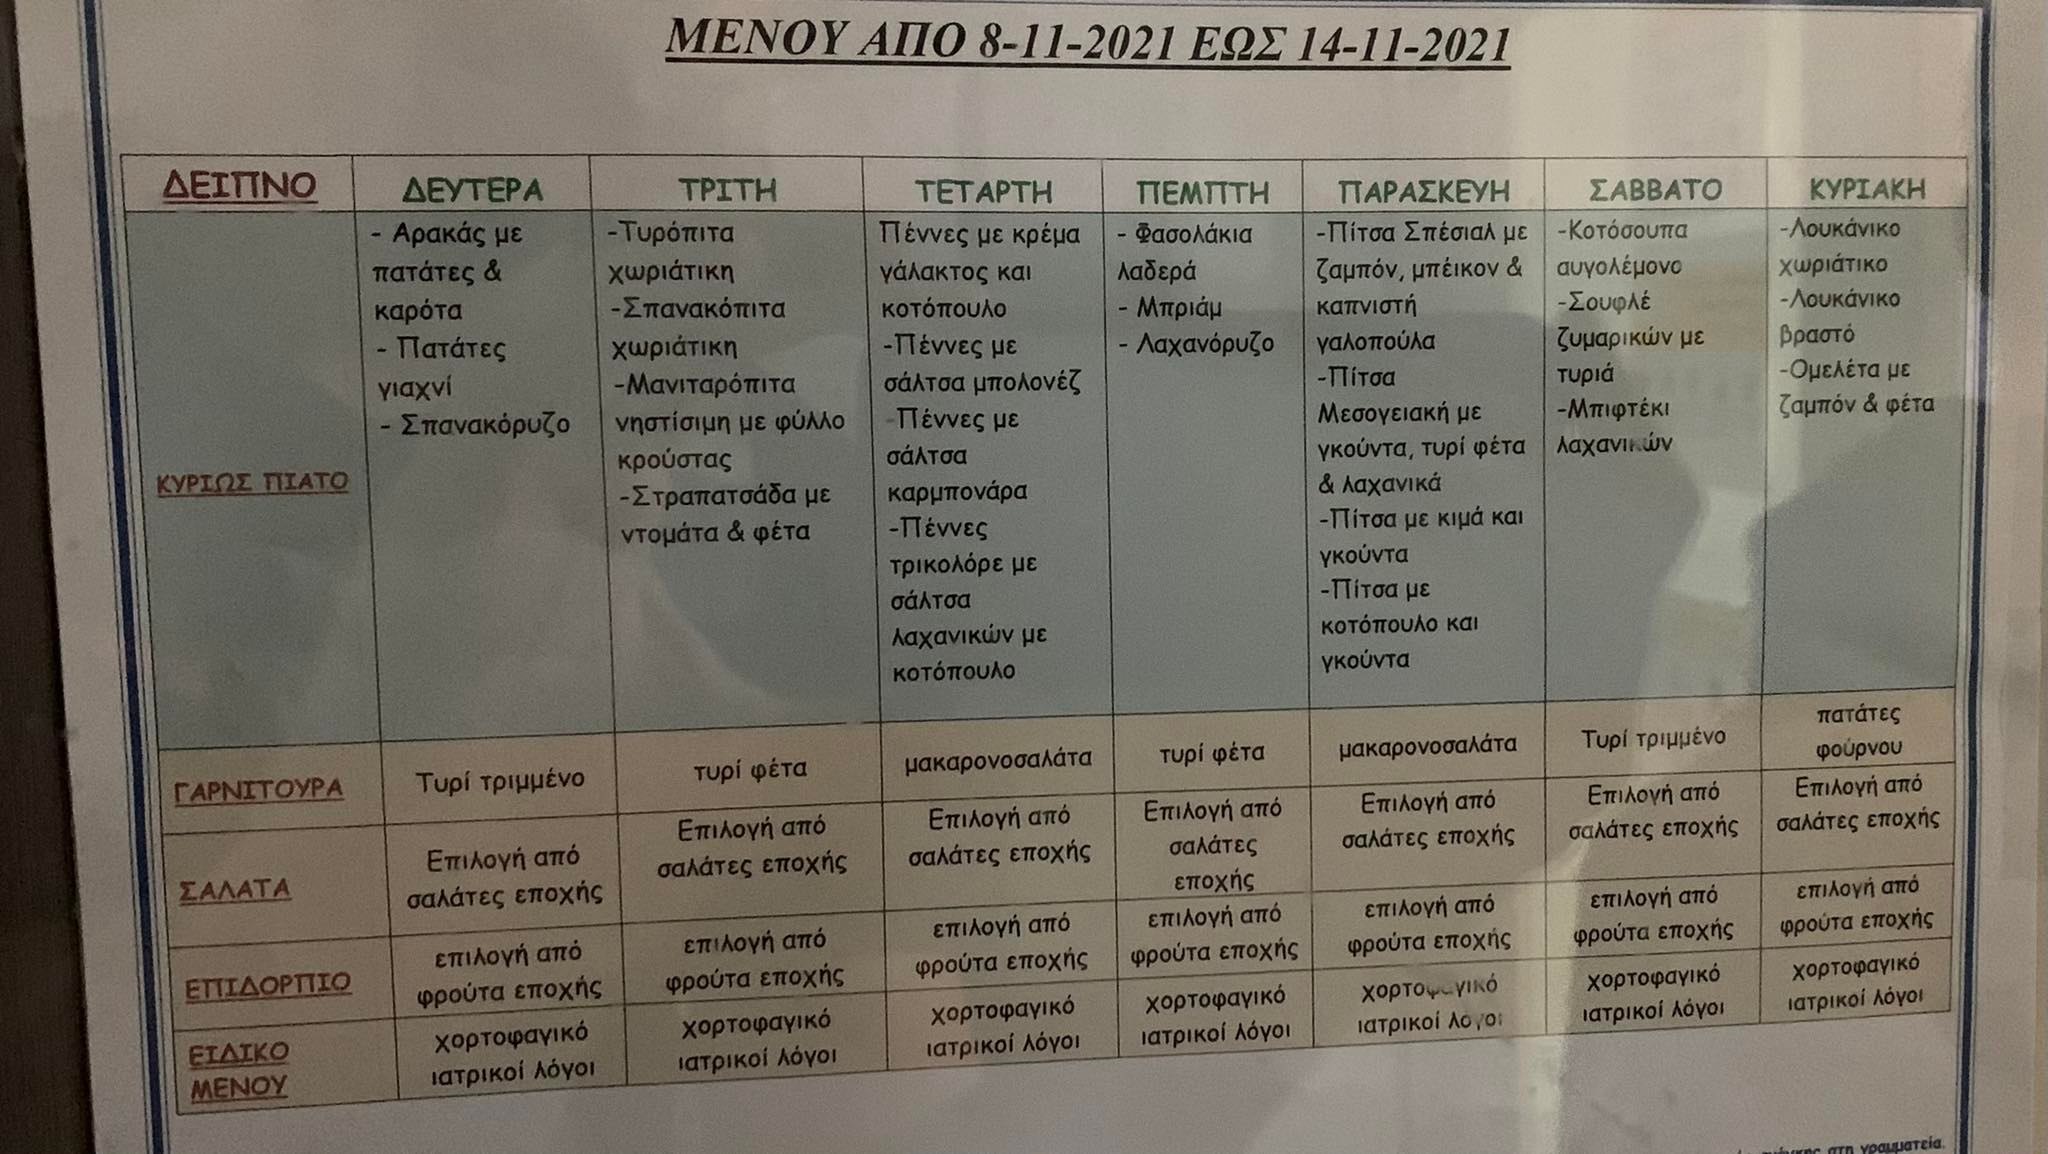 ΜΕΝΟΥ ΑΠΟ 8-11-2021 ΕΩΣ 14-11-2021
ΔΕΙΠΝΟ
ΔΕΥΤΕΡΑ
ΤΡΙΤΗ
ΤΕΤΑΡΤΗ
ΠΕΜΠΤΗ
ΠΑΡΑΣΚΕΥΗ
ΣΑΒΒΑΤΟ
ΚΥΡΙΑΚΗ
ΚΥΡΙΩΣ ΠΙΑΤΟ
- Αρακάς με
πατάτες &
καρότα
- Πατάτες
γιαχνί
- Σπανακόρυζο
-Τυρόπιτα
χωριάτικη
-Σπανακόπιτα
χωριάτικη
-Μανιταρόπιτα
νηστίσιμη με φύλλο
κρούστας
-Στραπατσάδα με
ντομάτα & φέτα
Πέννες με κρέμα
γάλακτος και
κοτόπουλο
-Πέννες με
σάλτσα μπολονέζ
-Πέννες με
σάλτσα
καρμπονάρα
-Πέννες
τρικολόρε με
σάλτσα
λαχανικών με
κοτόπουλο
- Φασολάκια
λαδερά
- Μπριάμ
- Λαχανόρυζο
-Πίτσα Σπέσιαλ με
ζαμπόν, μπέικον &
καπνιστή
γαλοπούλα
-Πίτσα
Μεσογειακή με
γκούντα, τυρί φέτα
& λαχανικά
-Πίτσα με κιμά και
γκούντα
-Πίτσα με
κοτόπουλο και
γκούντα
-Κοτόσουπα
αυγολέμονο
-Σουφλέ
ζυμαρικών με
τυριά
-Μπιφτέκι
λαχανικών
-Λουκάνικο
χωριάτικο
-Λουκάνικο
βραστό
-Ομελέτα με
ζαμπόν & φέτα
ΓΑΡΝΙΤΟΥΡΑ
Τυρί τριμμένο
τυρί φέτα
μακαρονοσαλάτα
τυρί φέτα
μακαρονοσαλάτα
Τυρί τριμμένο
πατάτες
φούρνου
ΣΑΛΑΤΑ
Επιλογή από
σαλάτες εποχής
Επιλογή από
σαλάτες εποχής
Επιλογή από
σαλάτες εποχής
Επιλογή από
σαλάτες
εποχής
Επιλογή από
σαλάτες εποχής
Επιλογή από
σαλάτες εποχής
Επιλογή από
σαλάτες εποχής
ΕΠΙΔΟΡΠΙΟ
επιλογή από
φρούτα εποχής
επιλογή από
φρούτα εποχής
επιλογή από
φρούτα εποχής
επιλογή από
φρούτα εποχής
επιλογή από
φρούτα εποχής
επιλογή από
φρούτα εποχής
επιλογή από
φρούτα εποχής
ΕΙΔΙΚΟ
ΜΕΝΟΥ
χορτοφαγικό
ιατρικοί λόγοι
χορτοφαγικό
ιατρικοί λόγοι
χορτοφαγικό
ιατρικοί λόγοι
χορτοφαγικό
ιατρικοί λόγοι
χορτοφαγικό
ιατρικοί λόγοι
χορτοφαγικό
ιατρικοί λόγοι
χορτοφαγικό
ιατρικοί λόγοι
στη γραμματεία.